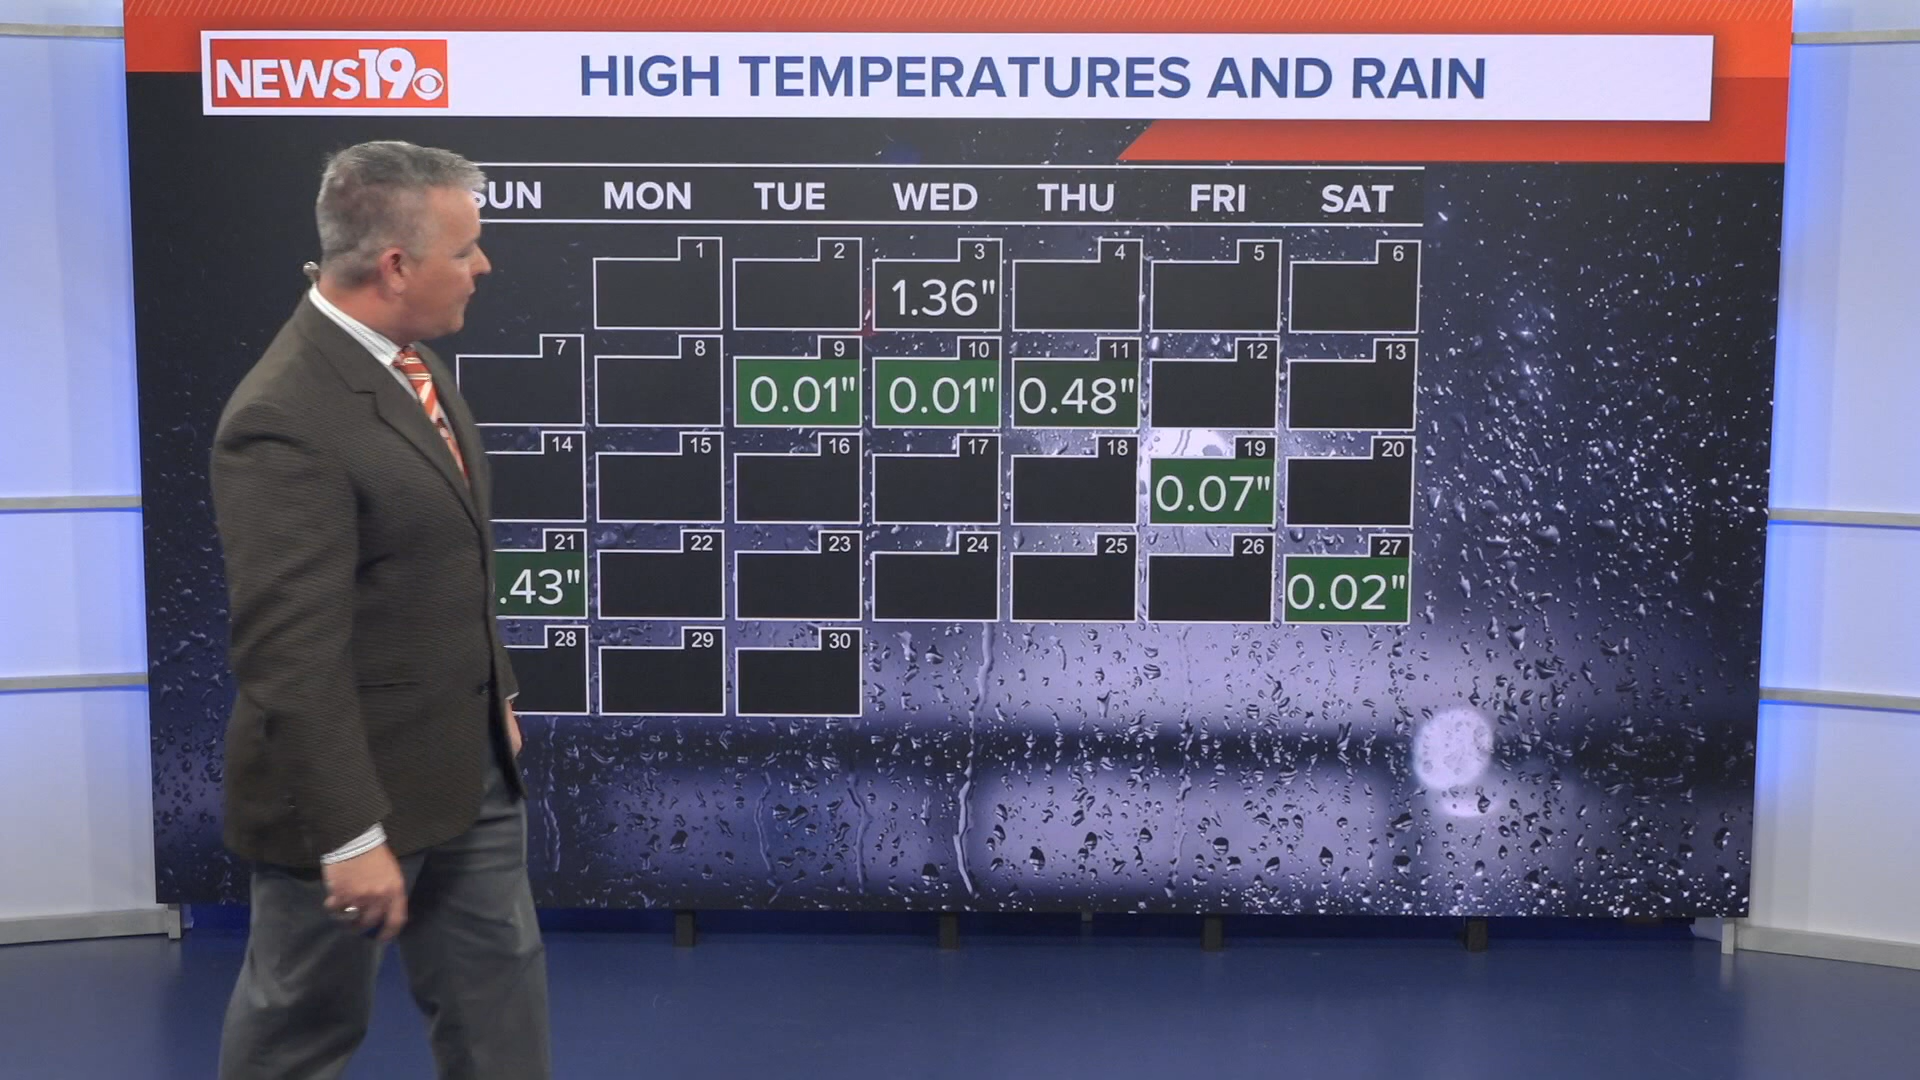 NEWS19
HIGH TEMPERATURES AND RAIN
SUN MON TUE WED THU FRI SAT
1 2 3 4 5 6
1.36"
7 8 9 10 11 12 13
0.01" 0.01" 0.48"
14 15 16 17 18 19 20
0.07"
21 22 23 24 25 26 27
.43" 0.02"
28 29 30